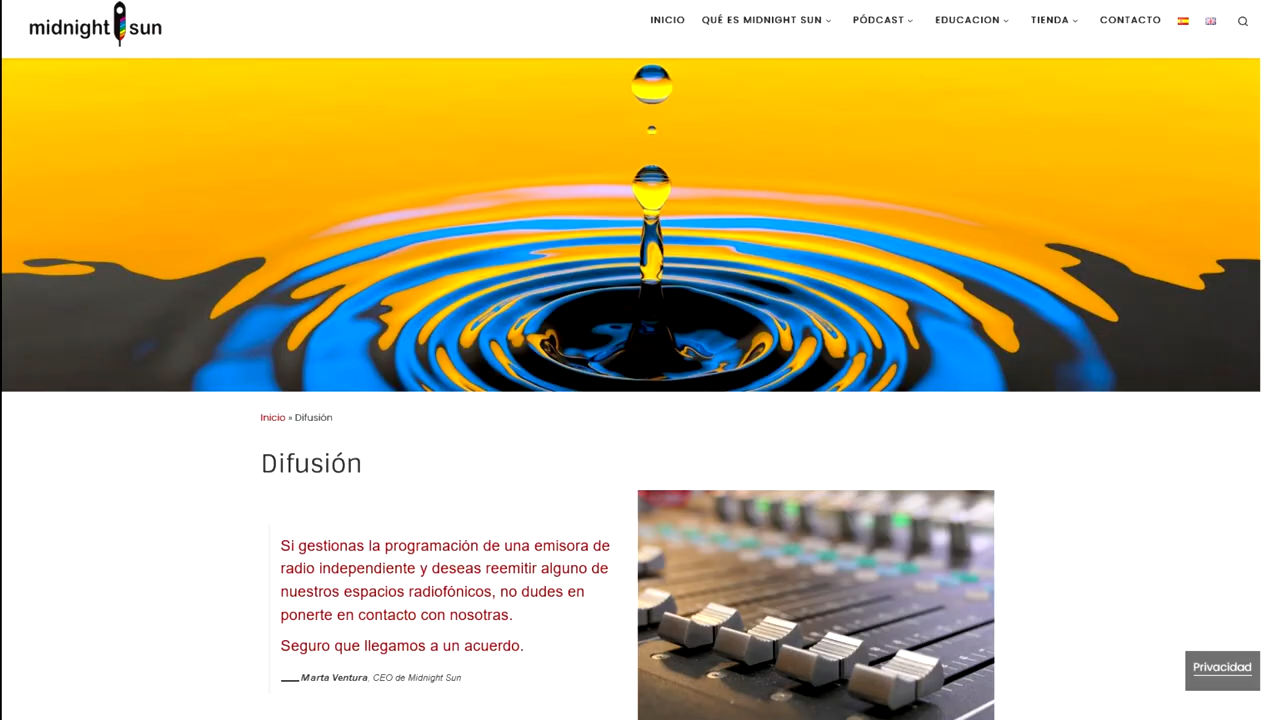 midnight sun
INICIO QUÉ ES MIDNIGHT SUN PÓDCAST EDUCACION TIENDA CONTACTO
Inicio » Difusión
Difusión
Si gestionas la programación de una emisora de
radio independiente y deseas reemitir alguno de
nuestros espacios radiofónicos, no dudes en
ponerte en contacto con nosotras.
Seguro que llegamos a un acuerdo.
Marta Ventura, CEO de Midnight Sun
Privacidad